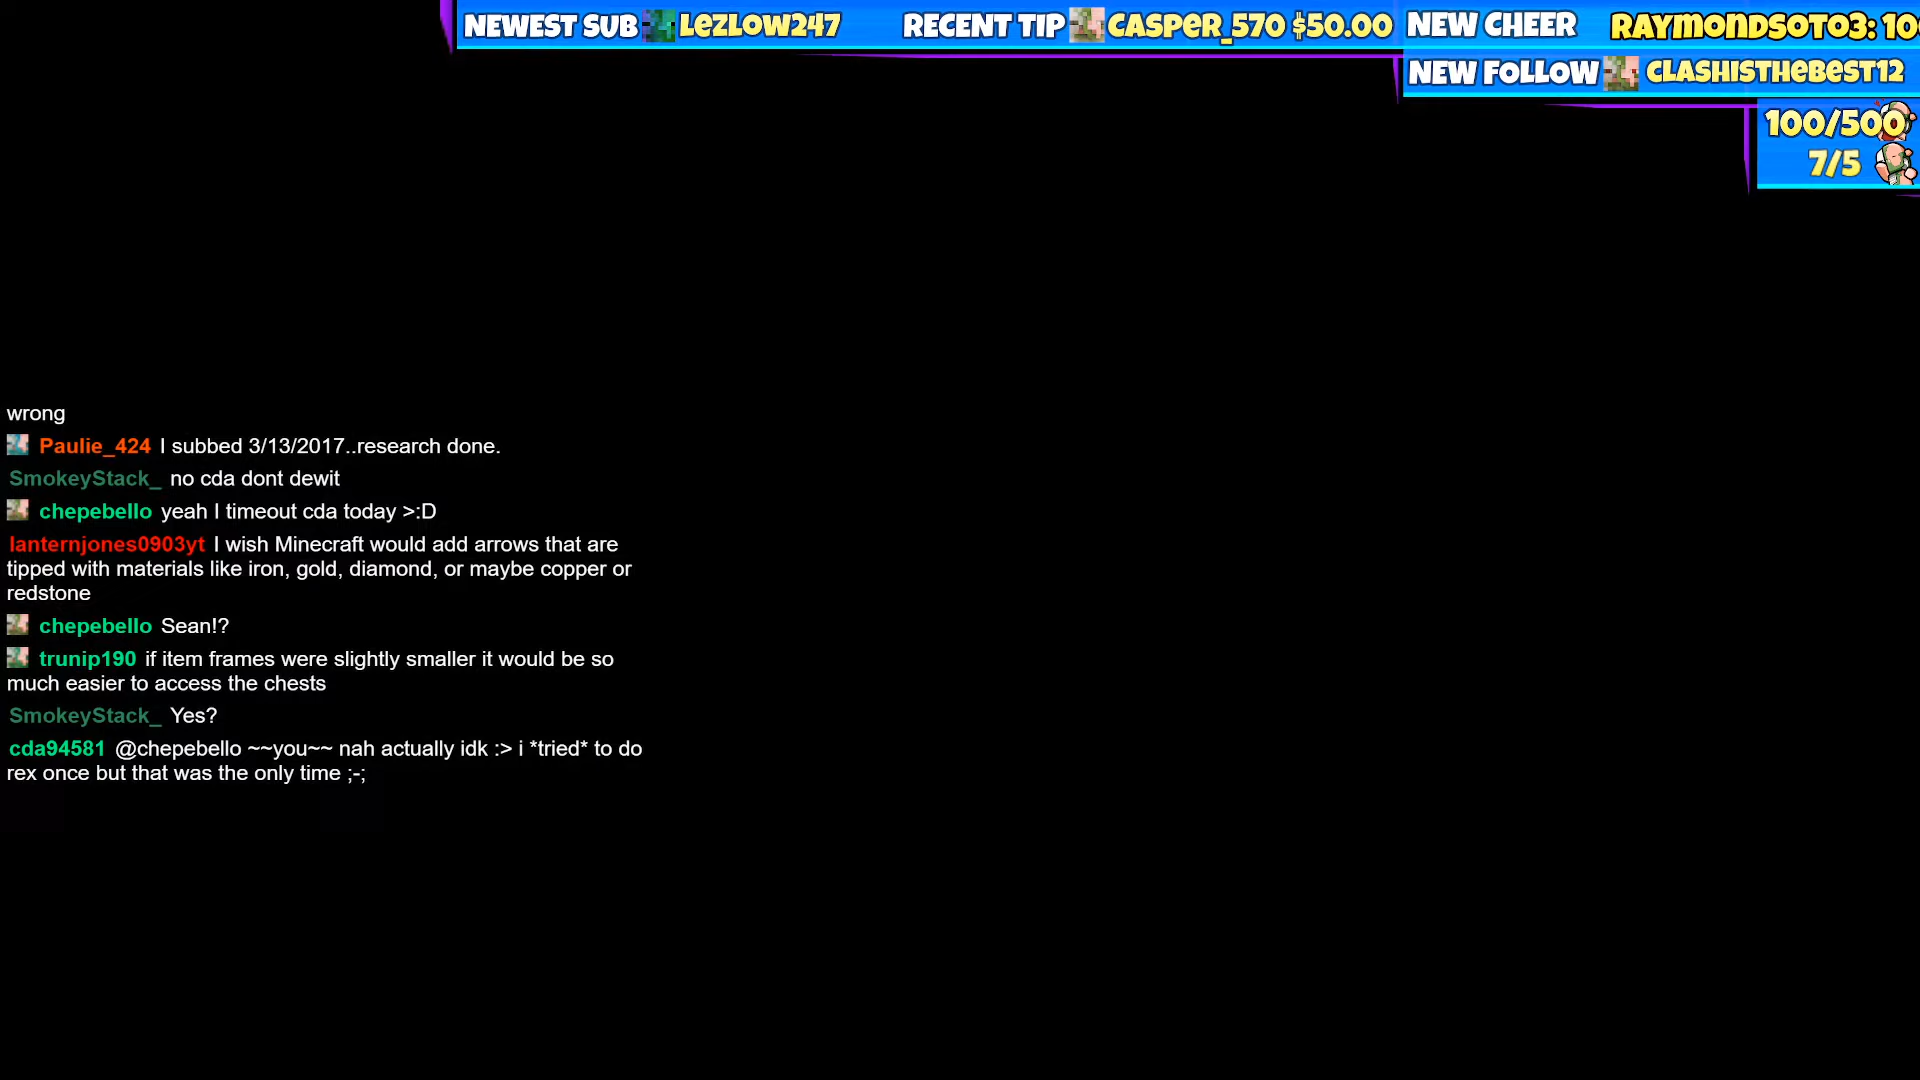 NEWEST SUB LEZLOW247 RECENT TIP CASPER_570 $50.00 NEW CHEER RAYMONDSOTO3: 10
NEW FOLLOW CLASHISTHEBEST12
100/500
7/5
wrong
Paulie_424 I subbed 3/13/2017..research done.
SmokeyStack_ no cda dont dewit
chepebello yeah I timeout cda today >:D
lanternjones0903yt I wish Minecraft would add arrows that are
tipped with materials like iron, gold, diamond, or maybe copper or
redstone
chepebello Sean!?
trunip190 if item frames were slightly smaller it would be so
much easier to access the chests
SmokeyStack_ Yes?
cda94581 @chepebello ~~you~~ nah actually idk :> i *tried* to do
rex once but that was the only time ;-;